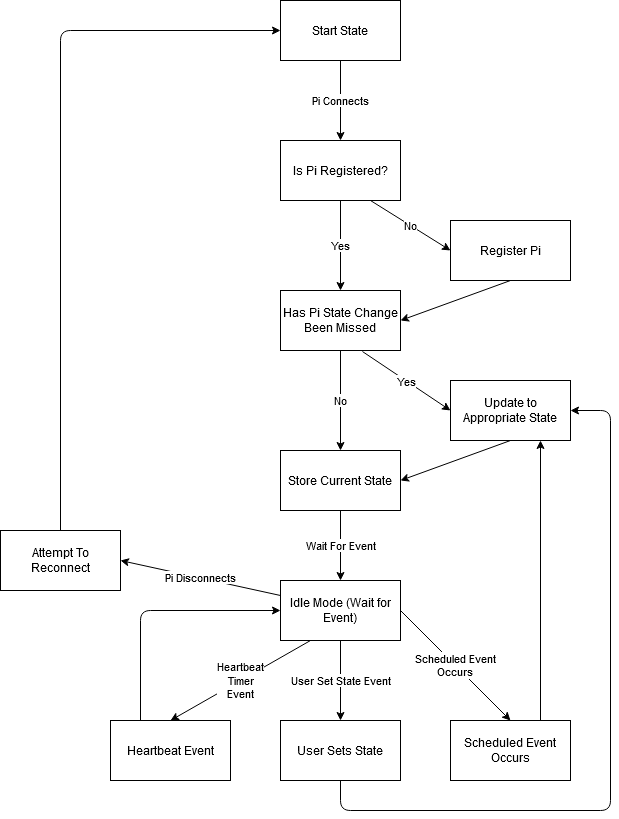 Start State
Pi Connects
Is Pi Registered?
No
Yes
Register Pi
Has Pi State Change
Been Missed
Yes
No
Update to
Appropriate State
Store Current State
Wait For Event
Attempt To
Reconnect
Pi Disconnects
Idle Mode (Wait for
Event)
Heartbeat
Timer
Event
User Set State Event
Scheduled Event
Occurs
Heartbeat Event
User Sets State
Scheduled Event
Occurs